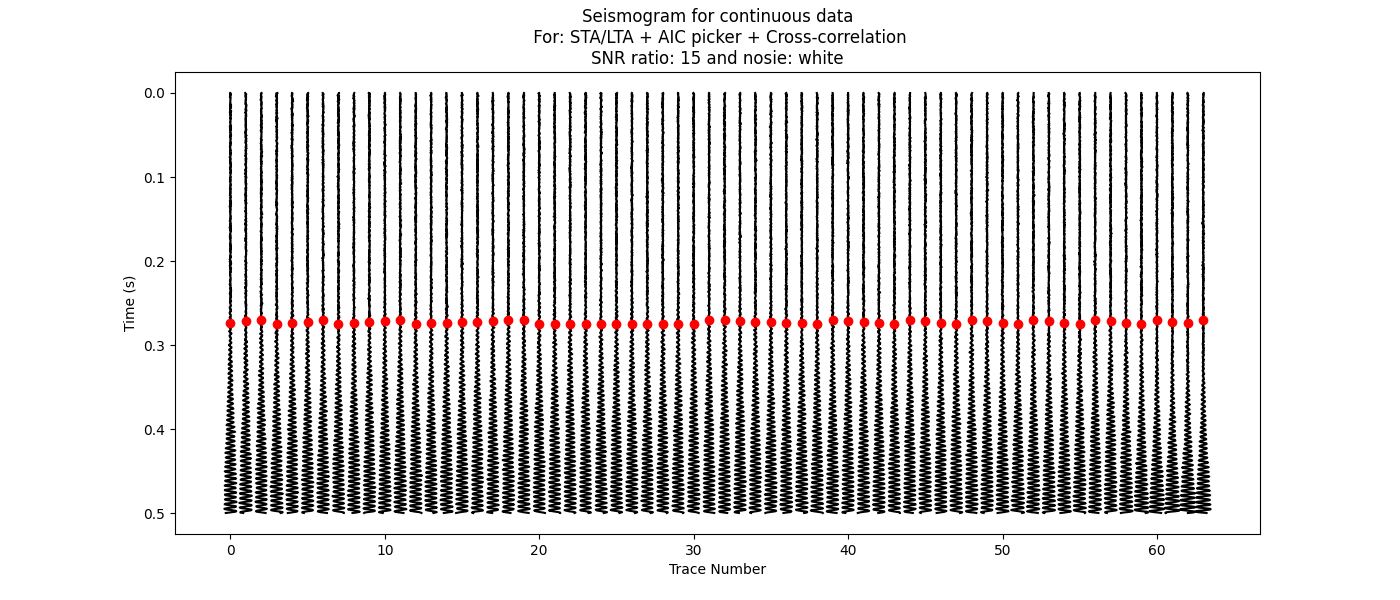 Seismogram for continuous data
For: STA/LTA + AIC picker + Cross-correlation
SNR ratio: 15 and nosie: white
0.0
0.1
0.2
0.3
0.4
0.5
Time (s)
0 10 20 30 40 50 60
Trace Number